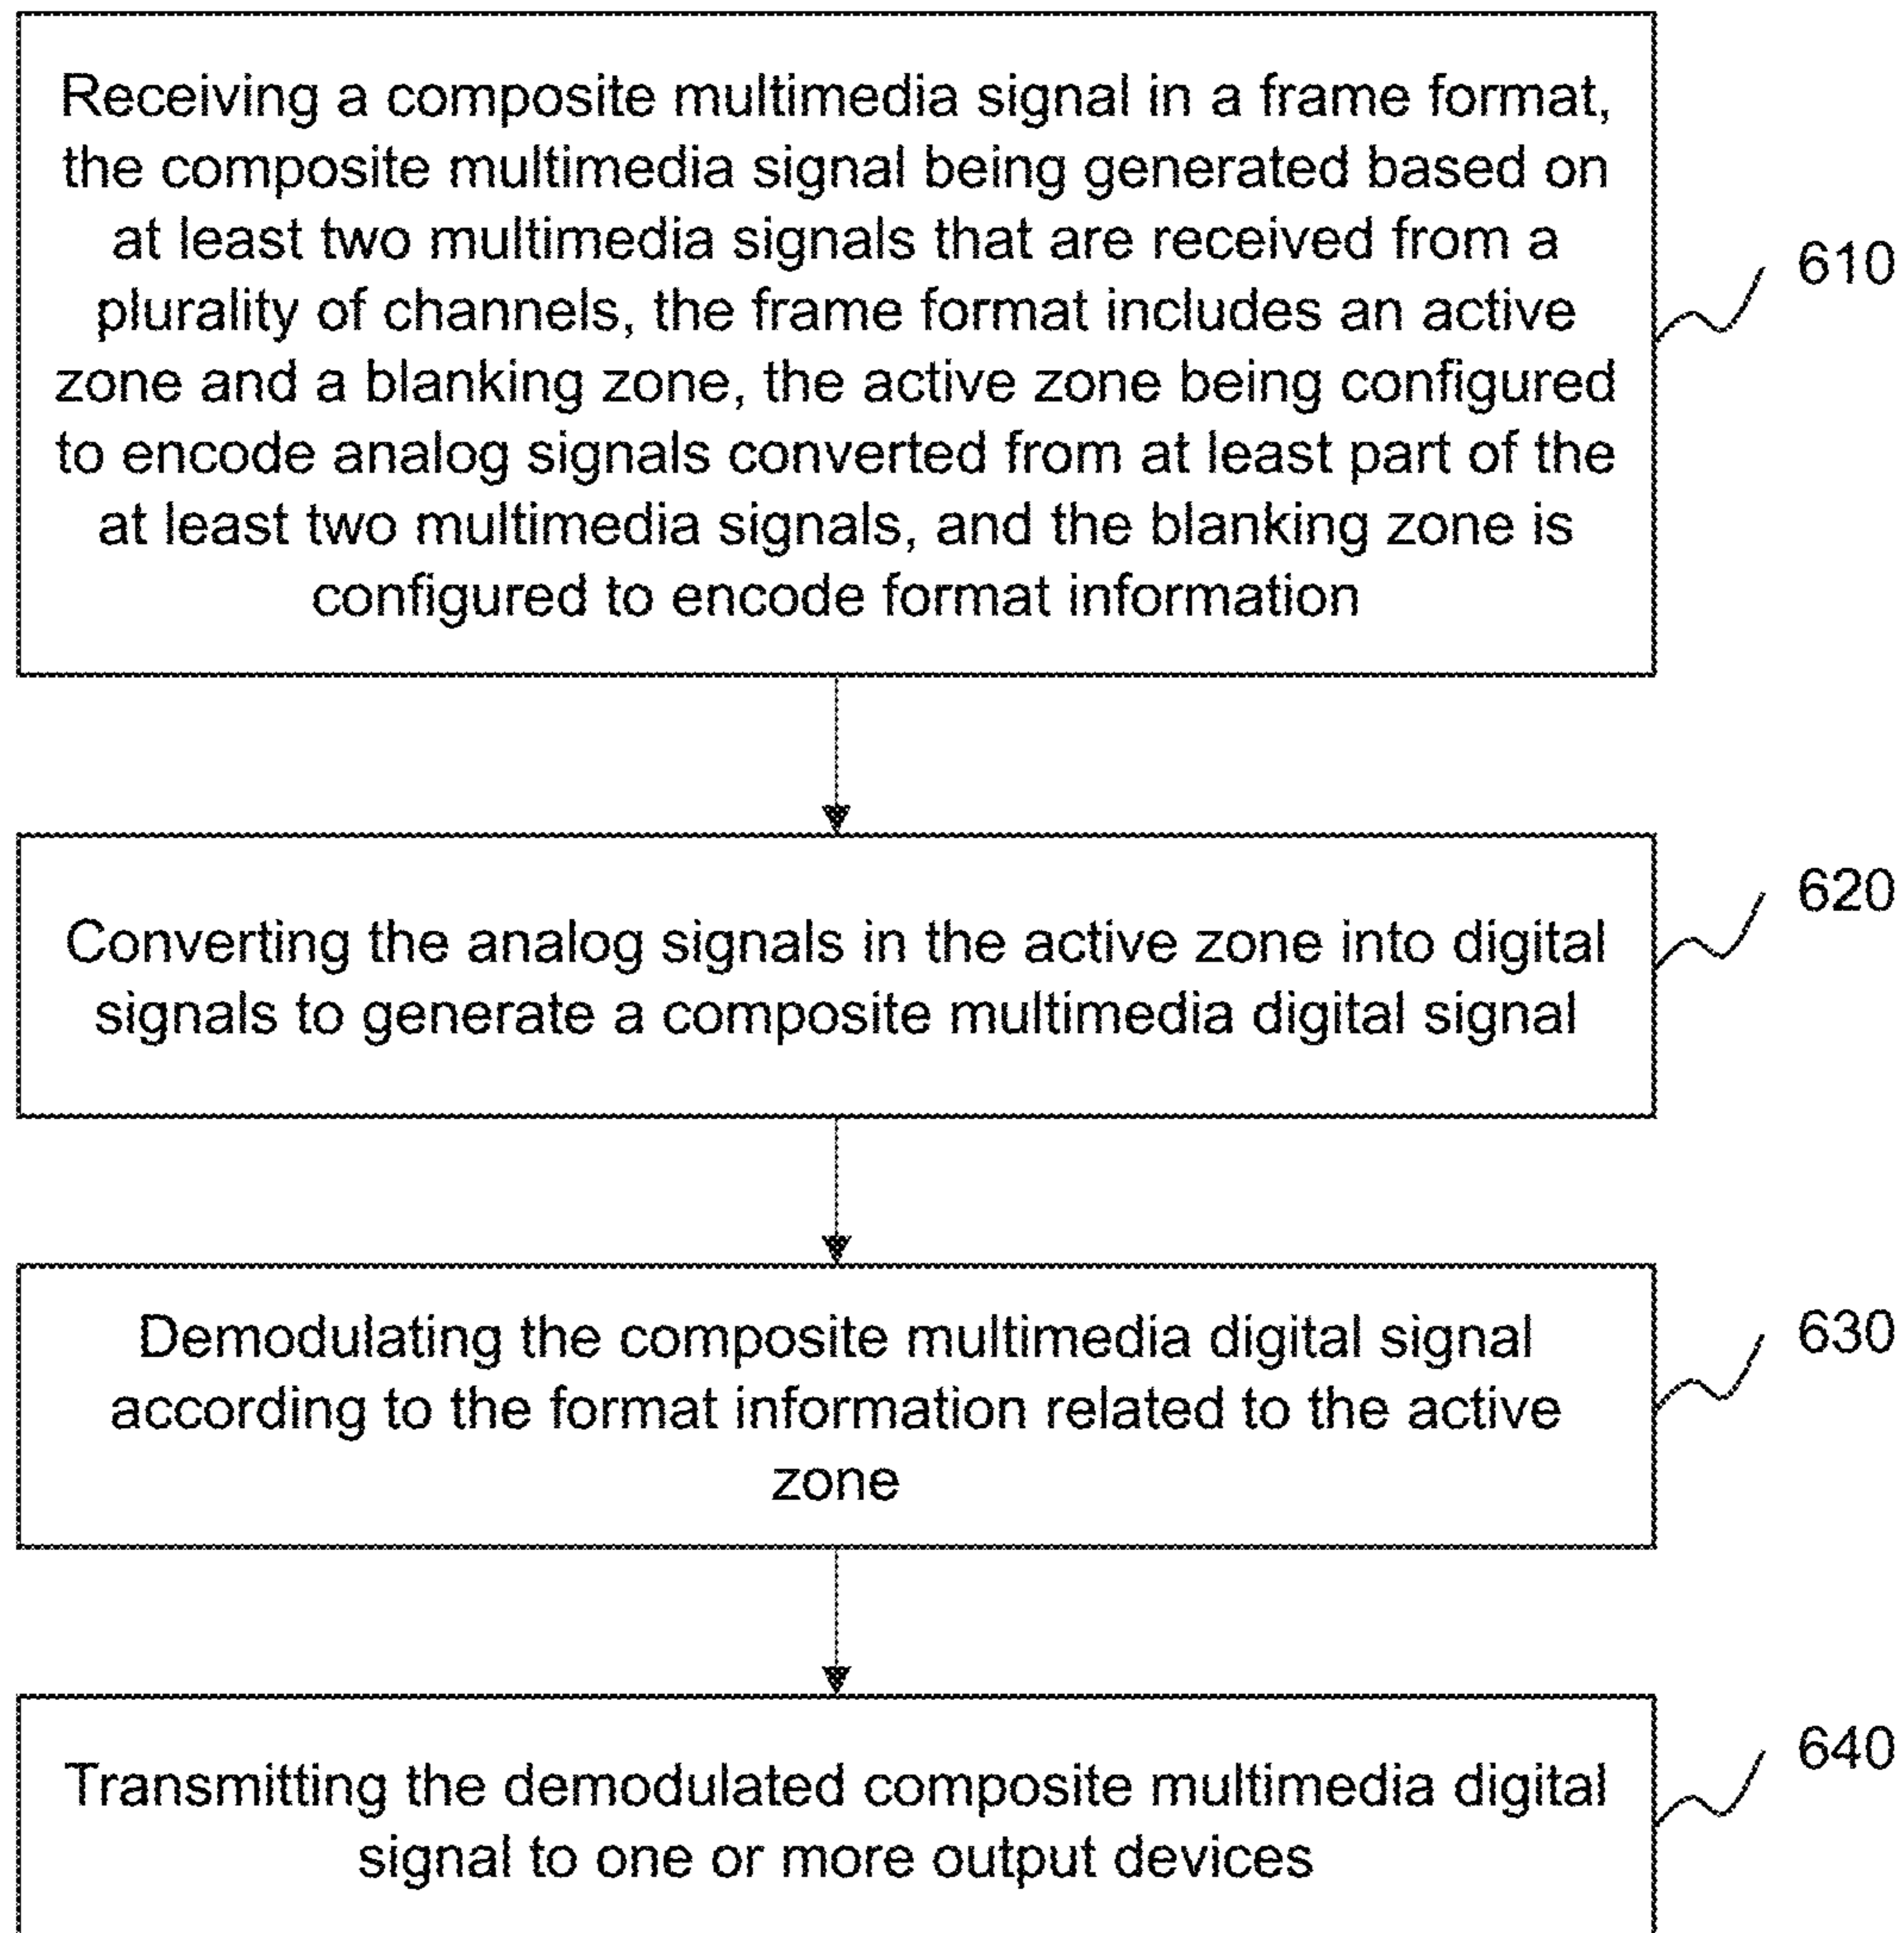 Receiving a composite multimedia signal in a frame format,
the composite multimedia signal being generated based on
at least two multimedia signals that are received from a
plurality of channels, the frame format includes an active
zone and a blanking zone, the active zone being configured
to encode analog signals converted from at least part of the
at least two multimedia signals, and the blanking zone is
configured to encode format information
610
Converting the analog signals in the active zone into digital
signals to generate a composite multimedia digital signal
620
Demodulating the composite multimedia digital signal
according to the format information related to the active
zone
630
Transmitting the demodulated composite multimedia digital
signal to one or more output devices
640